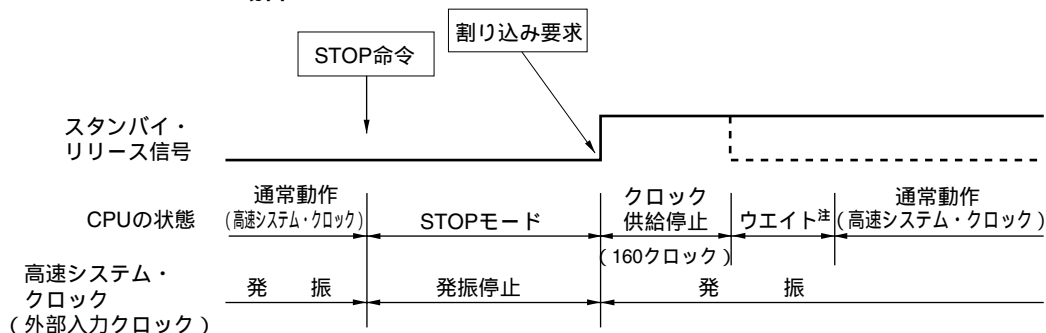 STOP命令
割り込み要求
スタンバイ・
リリース信号
CPUの状態
通常動作
(高速システム・クロック)
STOPモード
クロック
供給停止
(160クロック)
ウエイト注
通常動作
(高速システム・クロック)
高速システム・
クロック
(外部入力クロック)
発 振
発振停止
発 振